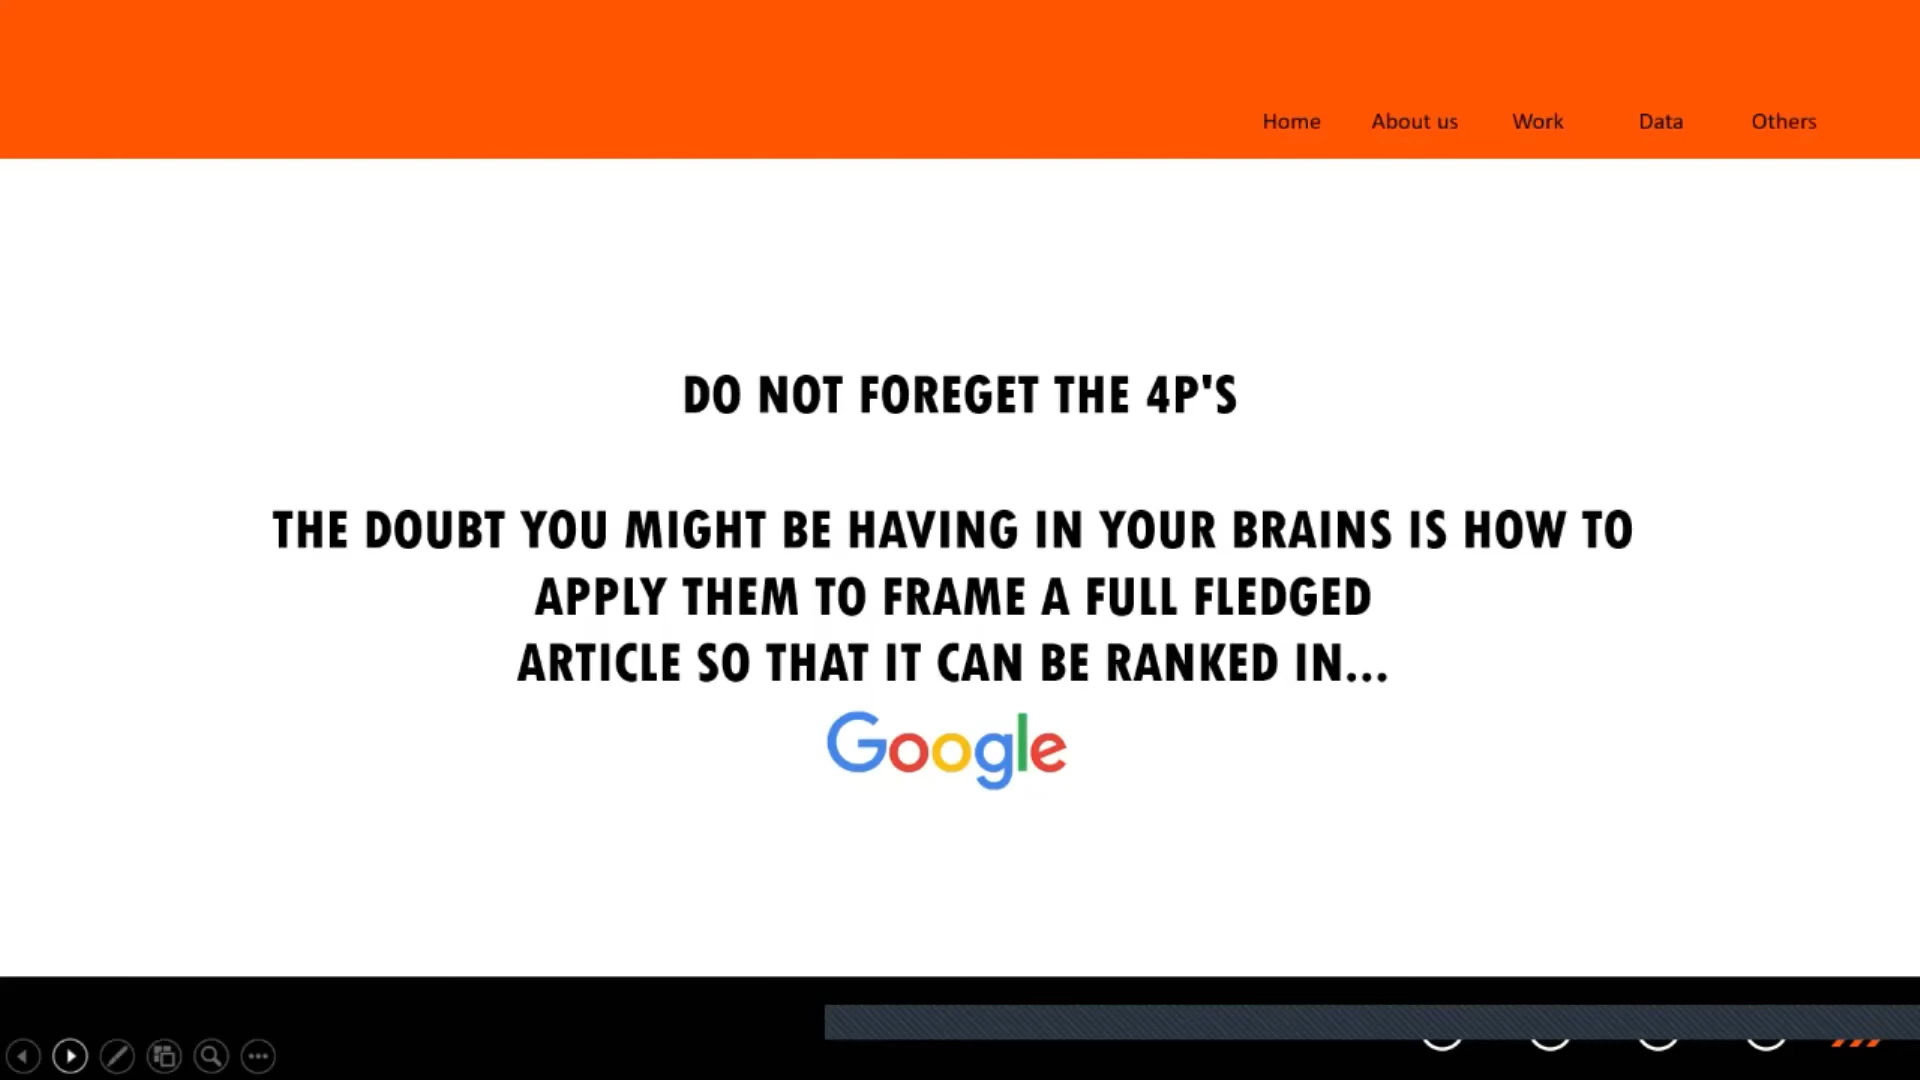 Home About us Work Data Others
DO NOT FOREGET THE 4P'S
THE DOUBT YOU MIGHT BE HAVING IN YOUR BRAINS IS HOW TO
APPLY THEM TO FRAME A FULL FLEDGED
ARTICLE SO THAT IT CAN BE RANKED IN...
Google